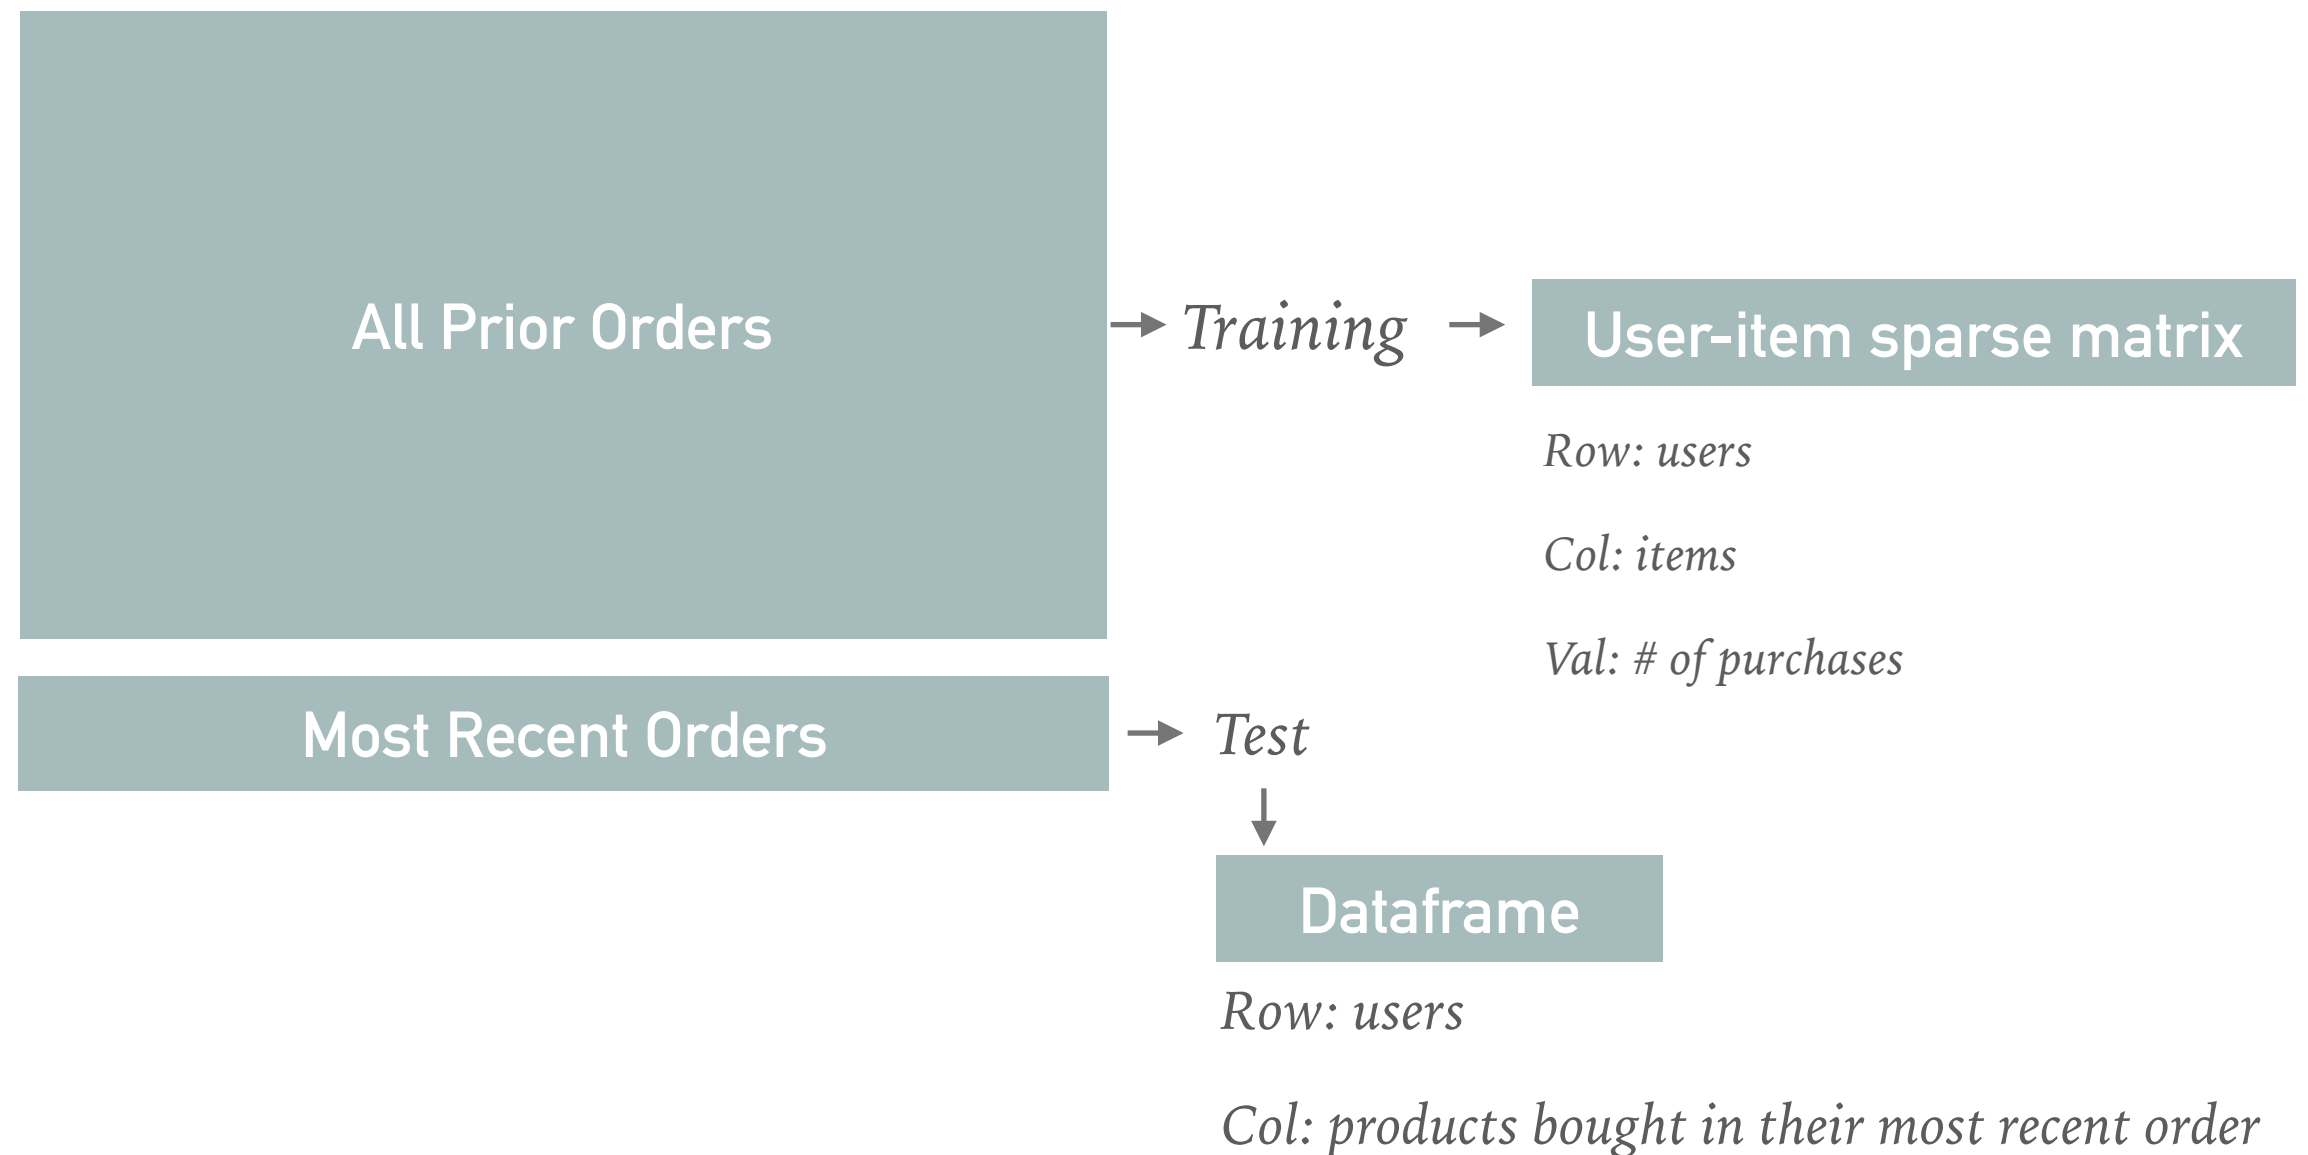 All Prior Orders
Training
User-item sparse matrix
Row: users
Col: items
Val: # of purchases
Most Recent Orders
Test
Dataframe
Row: users
Col: products bought in their most recent order